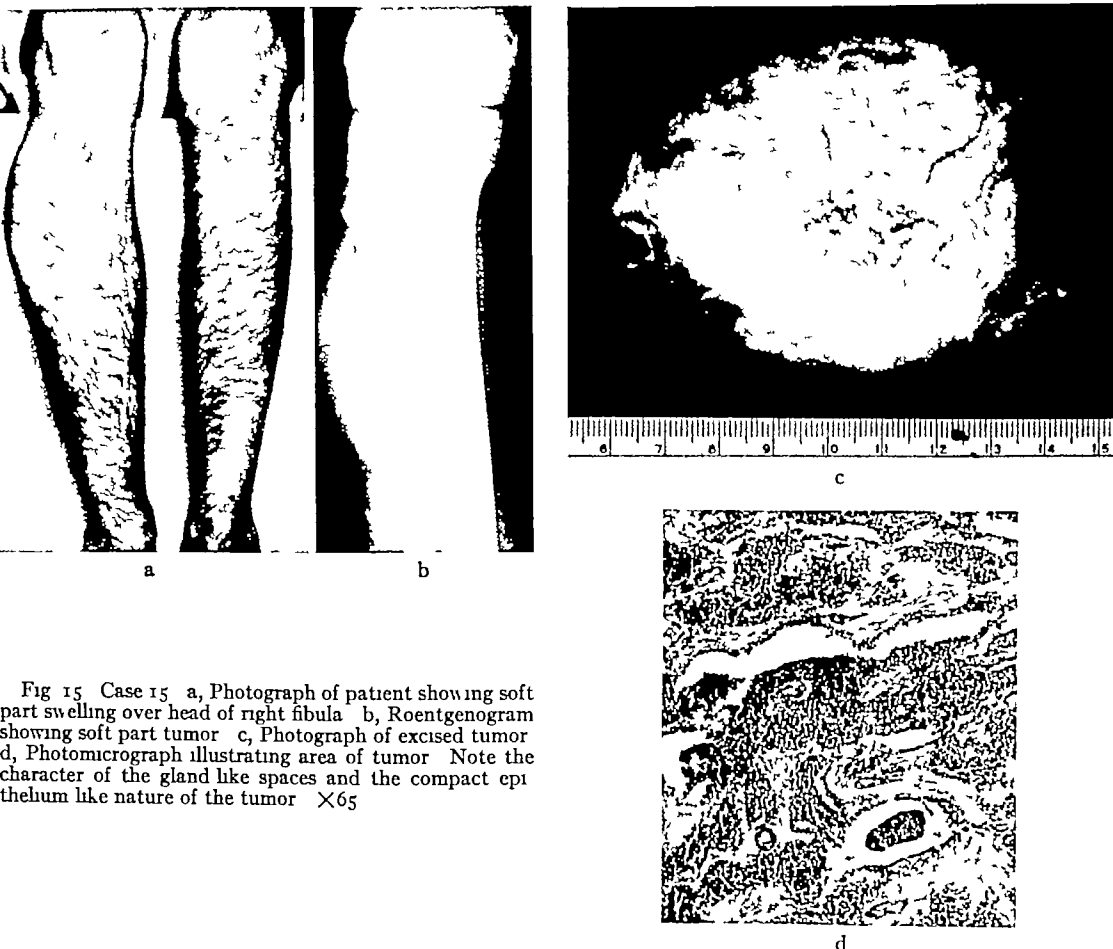 6 7 8 9 10 11 12 13 14 15
c
a b
d
Fig 15 Case 15 a, Photograph of patient showing soft
part swelling over head of right fibula b, Roentgenogram
showing soft part tumor c, Photograph of excised tumor
d, Photomicrograph illustrating area of tumor Note the
character of the gland like spaces and the compact epi
thelium like nature of the tumor ×65